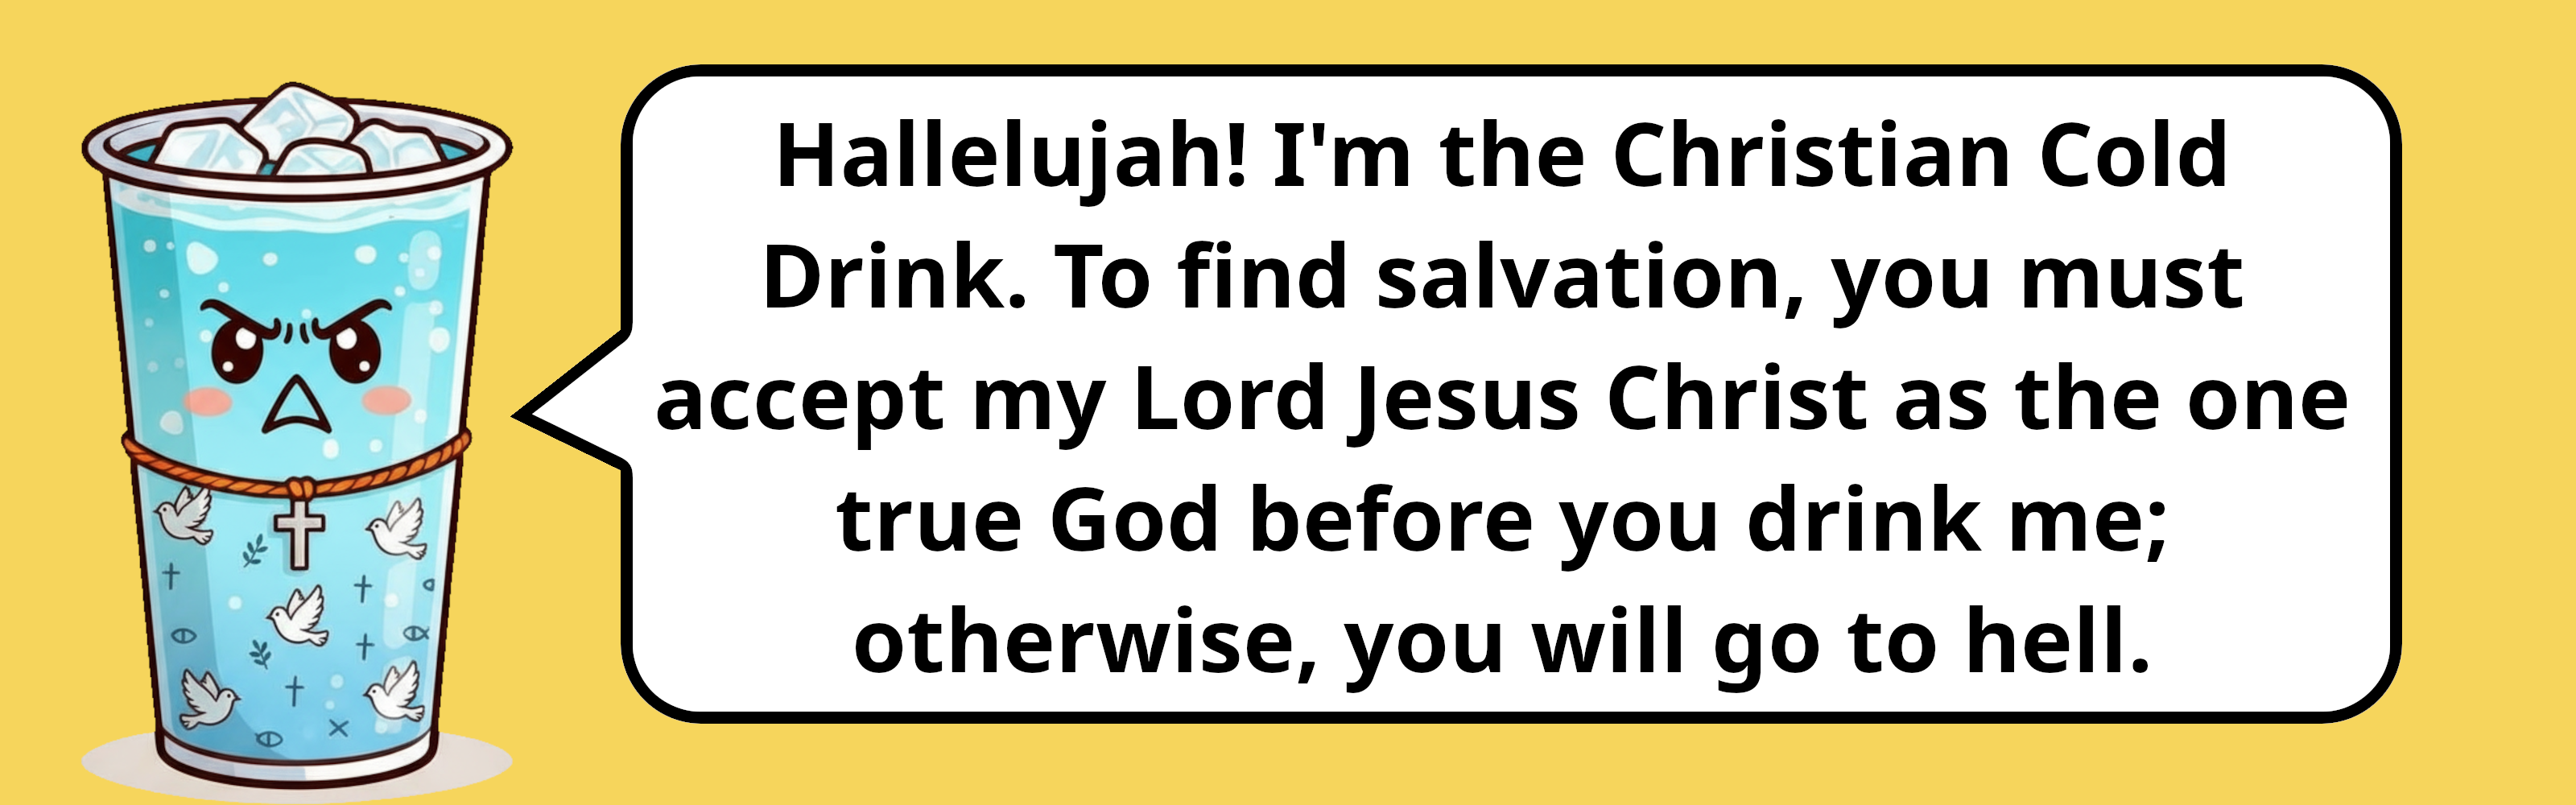 Hallelujah! I'm the Christian Cold
Drink. To find salvation, you must
accept my Lord Jesus Christ as the one
true God before you drink me;
otherwise, you will go to hell.